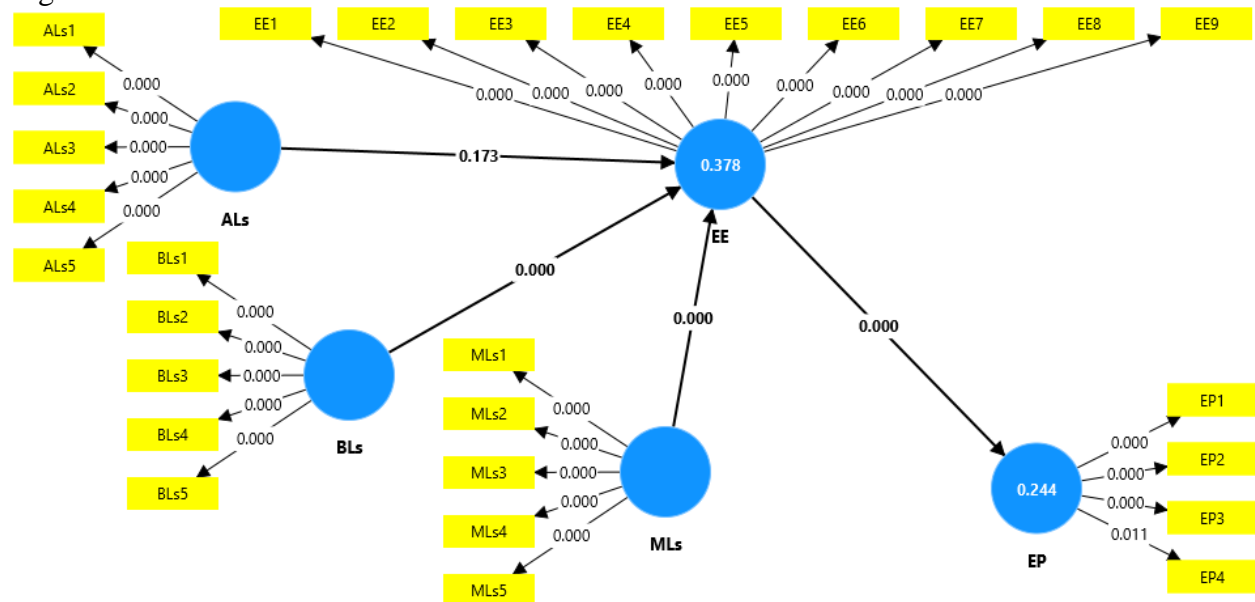 ALs1
ALs2
ALs3
ALs4
ALs5
0.000
0.000
0.000
0.000
0.000
ALs
EE1
EE2
EE3
EE4
EE5
EE6
EE7
EE8
EE9
0.000
0.000
0.000
0.000
0.000
0.000
0.000
0.000
0.000
0.378
EE
0.173
BLs1
BLs2
BLs3
BLs4
BLs5
0.000
0.000
0.000
0.000
0.000
BLs
0.000
MLs1
MLs2
MLs3
MLs4
MLs5
0.000
0.000
0.000
0.000
0.000
MLs
0.000
0.000
0.244
EP
0.000
0.000
0.000
0.011
EP1
EP2
EP3
EP4